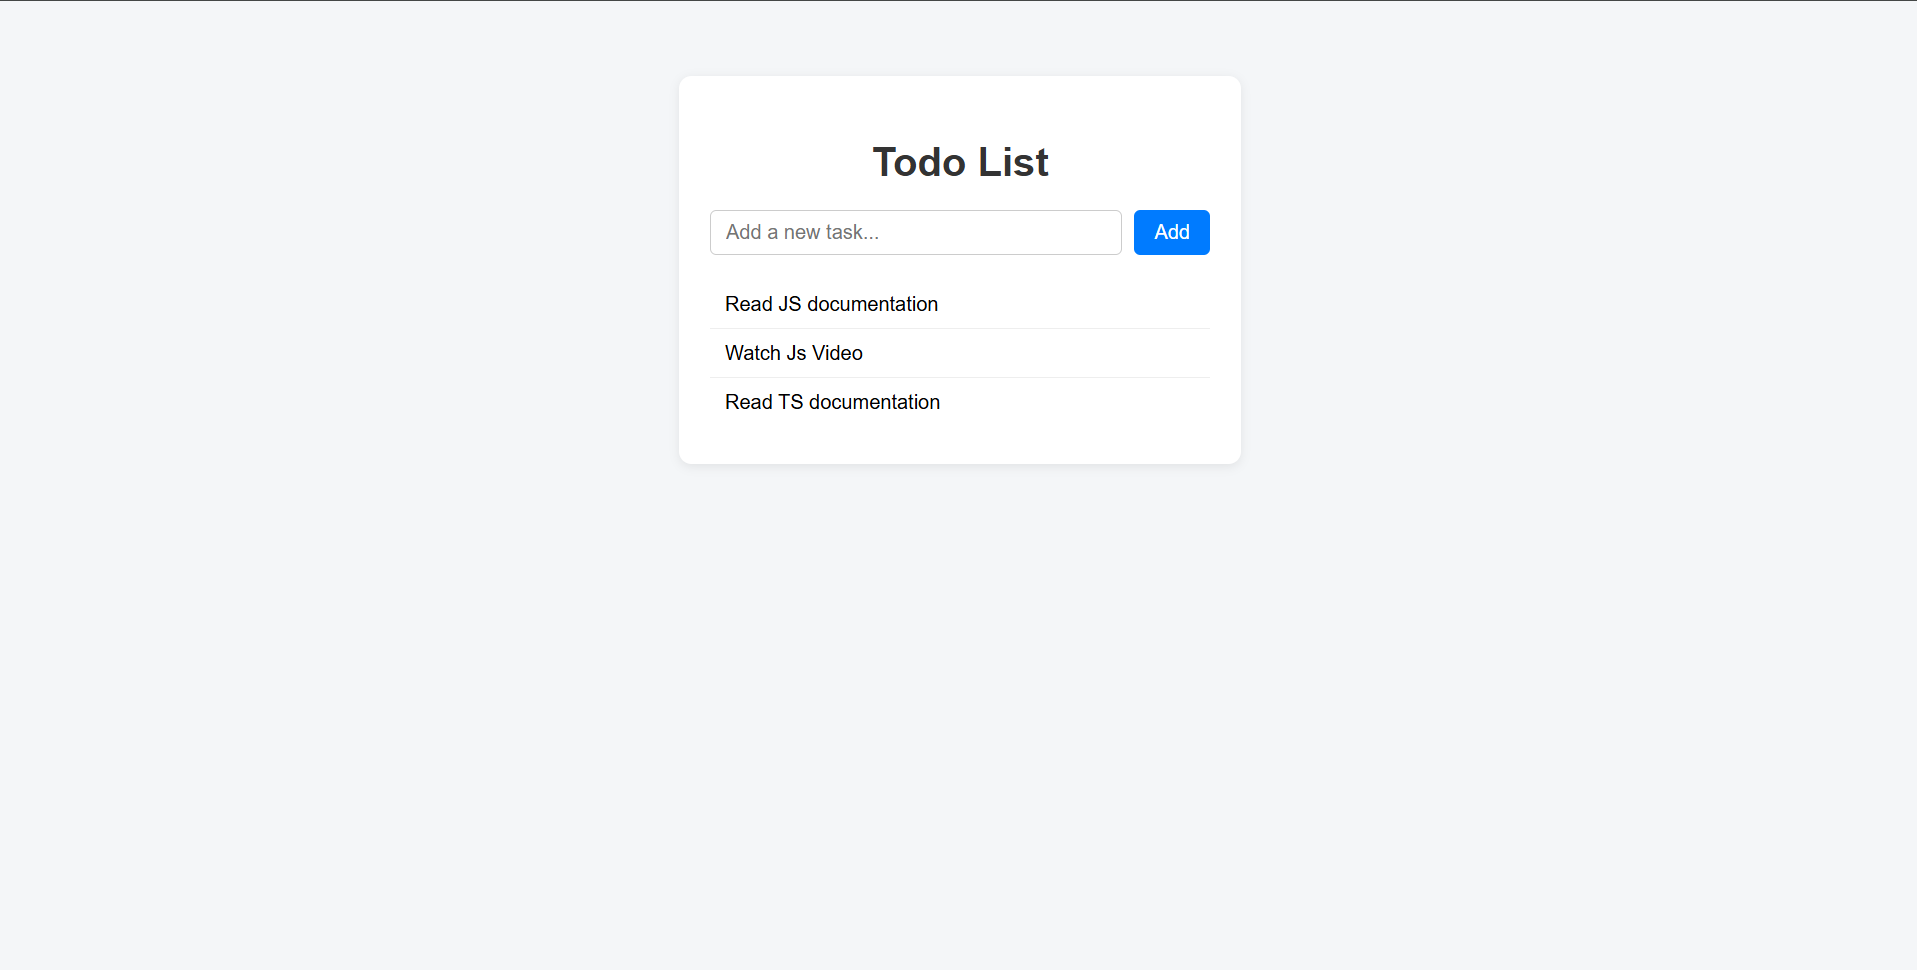 Todo List
Add a new task...
Add
Read JS documentation
Watch Js Video
Read TS documentation